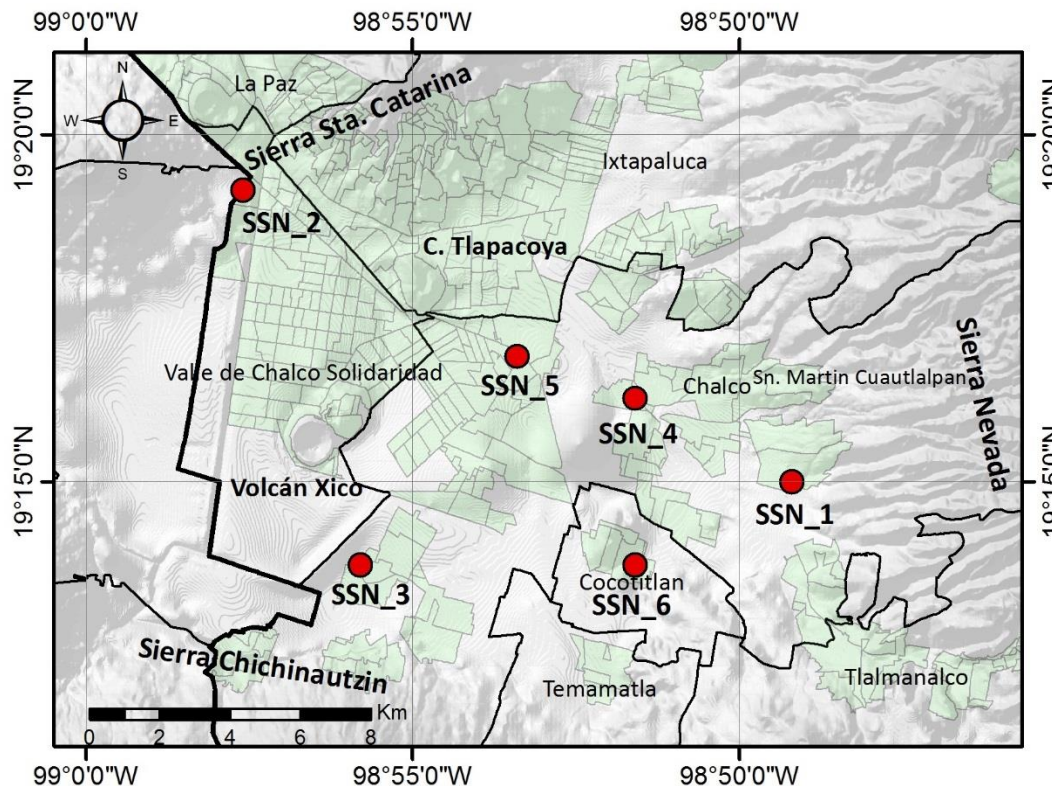 99°0'0"W 98°55'0"W 98°50'0"W
La Paz
N
W E
S
Sierra Sta. Catarina
19°20'0"N 19°20'0"N
Ixtapaluca
SSN_2
C. Tlapacoya
Valle de Chalco Solidaridad
SSN_5
Chalco
Sn. Martin Cuautlalpan
Sierra Nevada
SSN_4
19°15'0"N 19°15'0"N
Volcán Xico
SSN_1
SSN_3
Cocotitlan
SSN_6
Sierra Chichinautzin
Temamatla
Tlalmanalco
Km
0 2 4 6 8
99°0'0"W 98°55'0"W 98°50'0"W